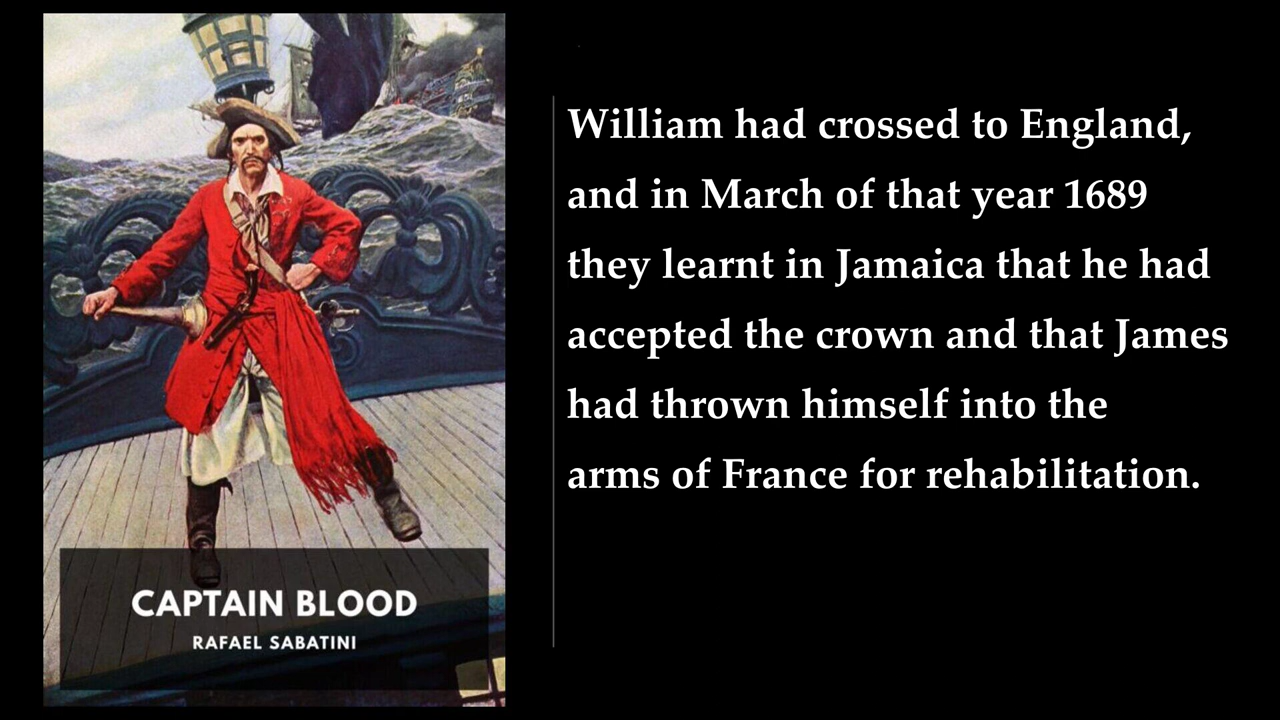 William had crossed to England,
and in March of that year 1689
they learnt in Jamaica that he had
accepted the crown and that James
had thrown himself into the
arms of France for rehabilitation.
CAPTAIN BLOOD
RAFAEL SABATINI